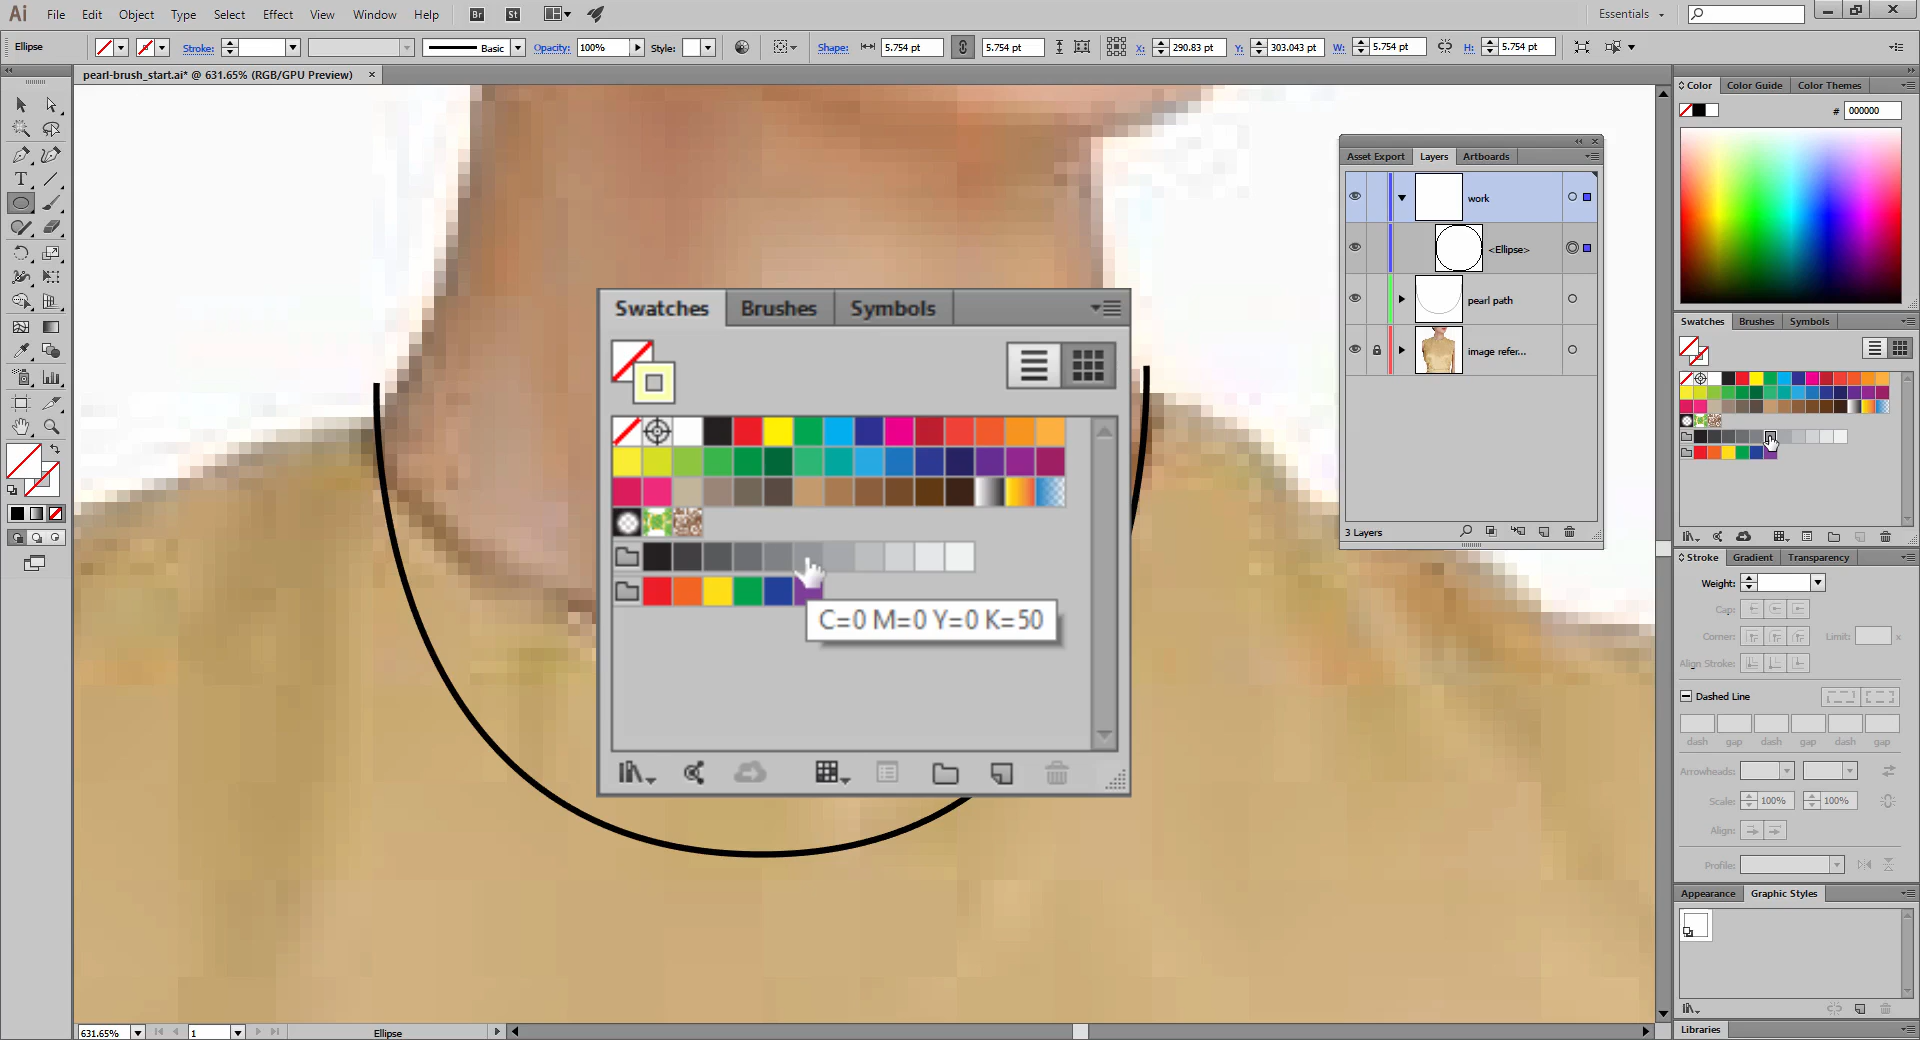 Ai File Edit Object Type Select Effect View Window Help Br St Essentials
Ellipse Stroke: Basic Opacity: 100% Style: Shape: 5.754 pt 5.754 pt X: 290.83 pt Y: 303.043 pt W: 5.754 pt H: 5.754 pt
pearl-brush_start.ai* @ 631.65% (RGB/GPU Preview) ×
Color Color Guide Color Themes
# 000000
Asset Export Layers Artboards
work
<Ellipse>
pearl path
image refer...
3 Layers
Swatches Brushes Symbols
C=0 M=0 Y=0 K=50
Swatches Brushes Symbols
Stroke Gradient Transparency
Weight:
Cap:
Corner: Limit: x
Align Stroke:
Dashed Line
dash gap dash gap dash gap
Arrowheads:
Scale: 100% 100%
Align:
Profile:
Appearance Graphic Styles
Libraries
631.65% 1 Ellipse